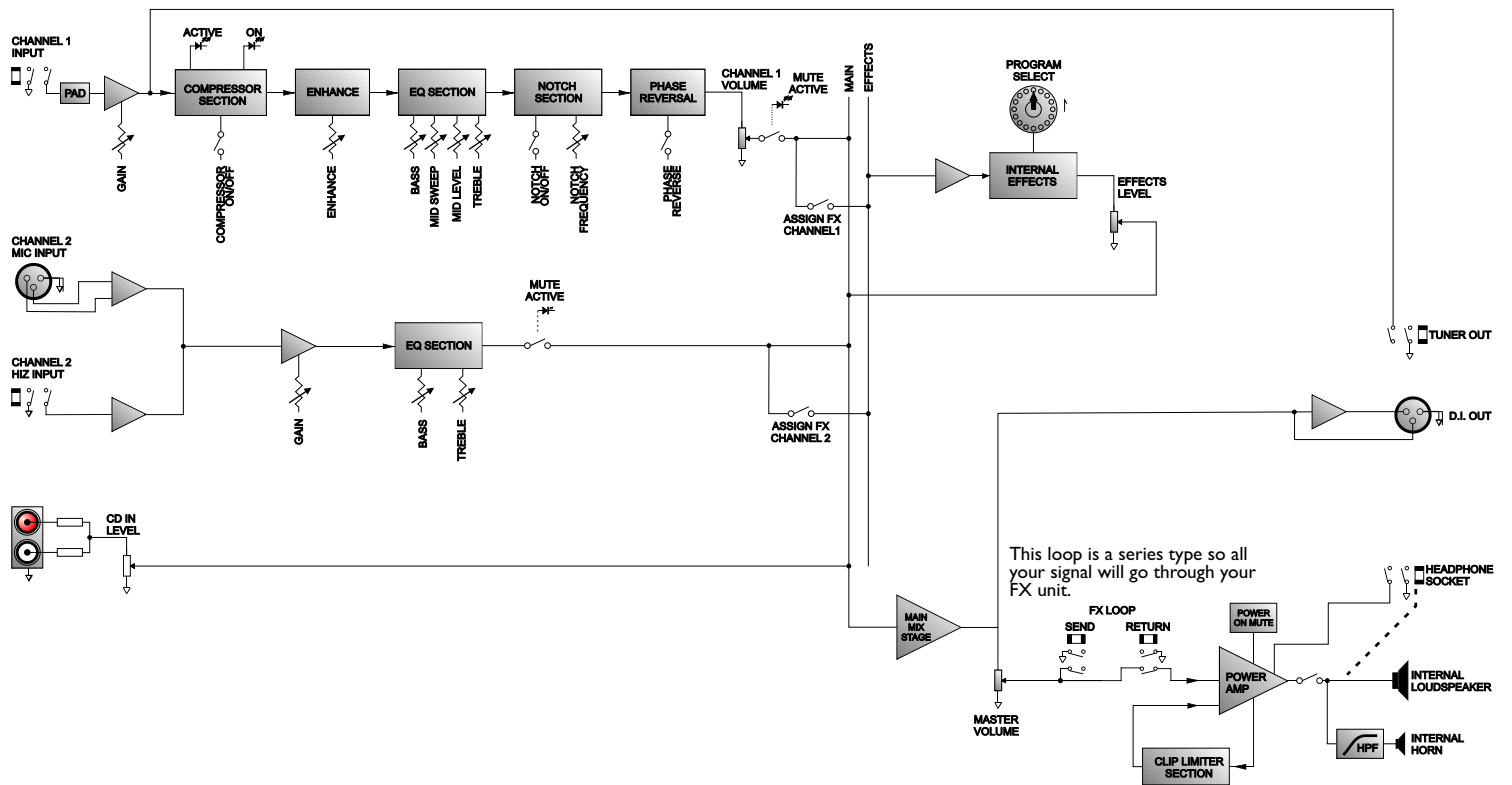 CHANNEL 1
INPUT
PAD
GAIN
ACTIVE
ON
COMPRESSOR
SECTION
COMPRESSOR
ON/OFF
ENHANCE
ENHANCE
EQ SECTION
BASS
MID SWEEP
MID LEVEL
TREBLE
NOTCH
SECTION
NOTCH
ON/OFF
NOTCH
FREQUENCY
PHASE
REVERSAL
PHASE
REVERSE
CHANNEL 1
VOLUME
MUTE
ACTIVE
ASSIGN FX
CHANNEL1
MAIN
EFFECTS
PROGRAM
SELECT
INTERNAL
EFFECTS
EFFECTS
LEVEL
CHANNEL 2
MIC INPUT
CHANNEL 2
HIZ INPUT
GAIN
EQ SECTION
BASS
TREBLE
MUTE
ACTIVE
ASSIGN FX
CHANNEL 2
TUNER OUT
D.I. OUT
CD IN
LEVEL
This loop is a series type so all
your signal will go through your
FX unit.
MAIN
MIX
STAGE
MASTER
VOLUME
FX LOOP
SEND
RETURN
POWER
ON MUTE
POWER
AMP
CLIP LIMITER
SECTION
HEADPHONE
SOCKET
INTERNAL
LOUDSPEAKER
HPF
INTERNAL
HORN